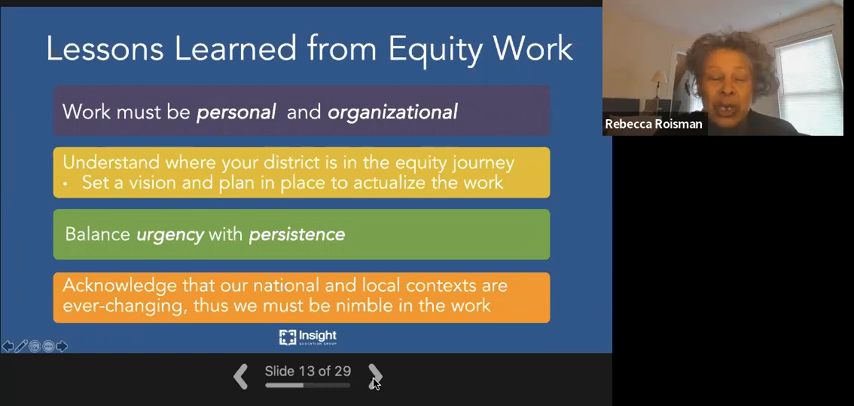 Lessons Learned from Equity Work
Work must be personal and organizational
Understand where your district is in the equity journey
• Set a vision and plan in place to actualize the work
Balance urgency with persistence
Acknowledge that our national and local contexts are
ever-changing, thus we must be nimble in the work
Insight
EDUCATION GROUP
Slide 13 of 29
Rebecca Roisman